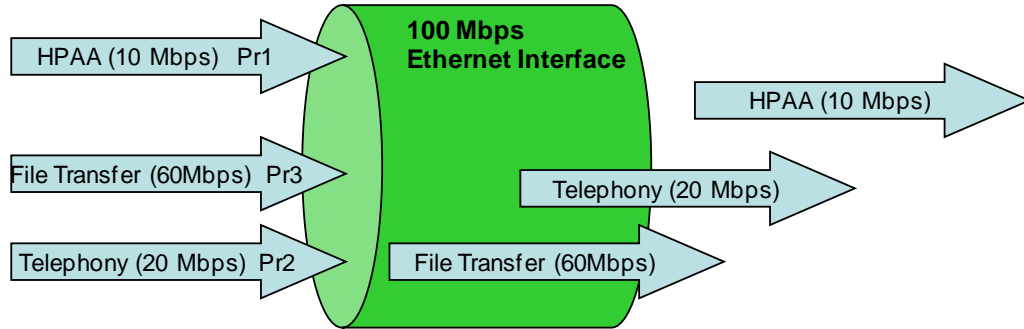 HPAA (10 Mbps)  Pr1
File Transfer (60Mbps)  Pr3
Telephony (20 Mbps)  Pr2
100 Mbps
Ethernet Interface
HPAA (10 Mbps)
Telephony (20 Mbps)
File Transfer (60Mbps)